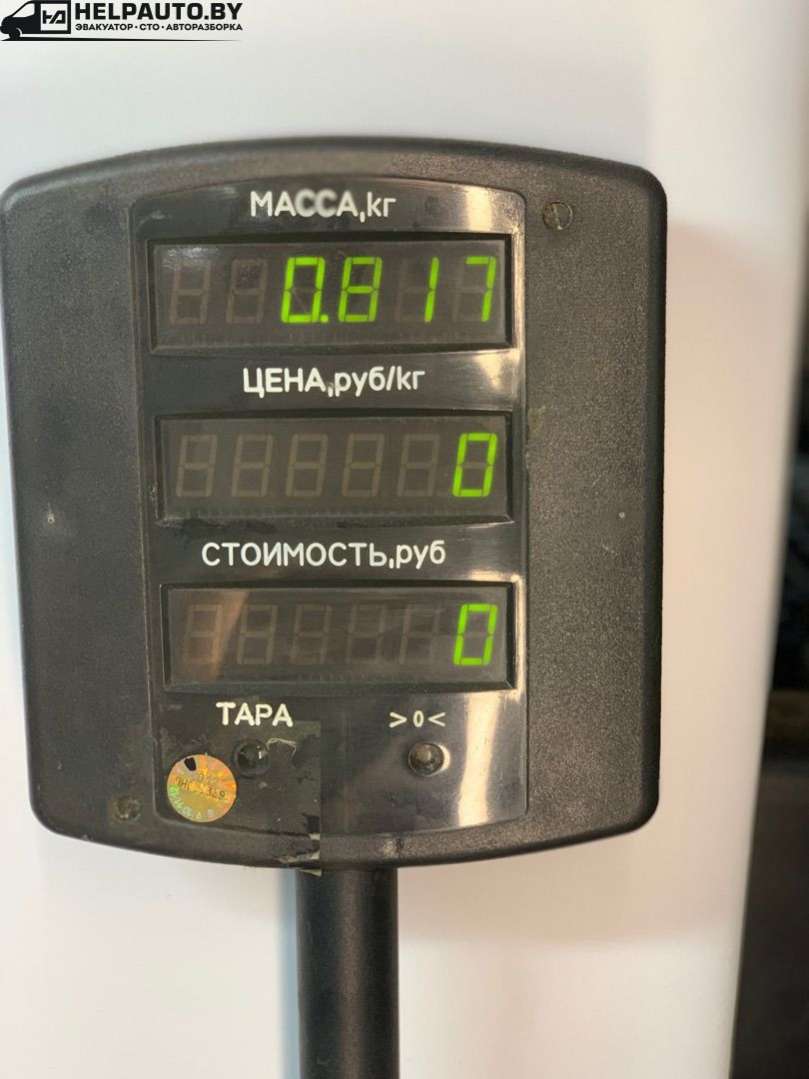 HELPAUTO.BY
ЭВАКУАТОР • СТО • АВТОРАЗБОРКА
МАССА,кг
0.817
ЦЕНА,руб/кг
0
СТОИМОСТЬ,руб
0
ТАРА >0<